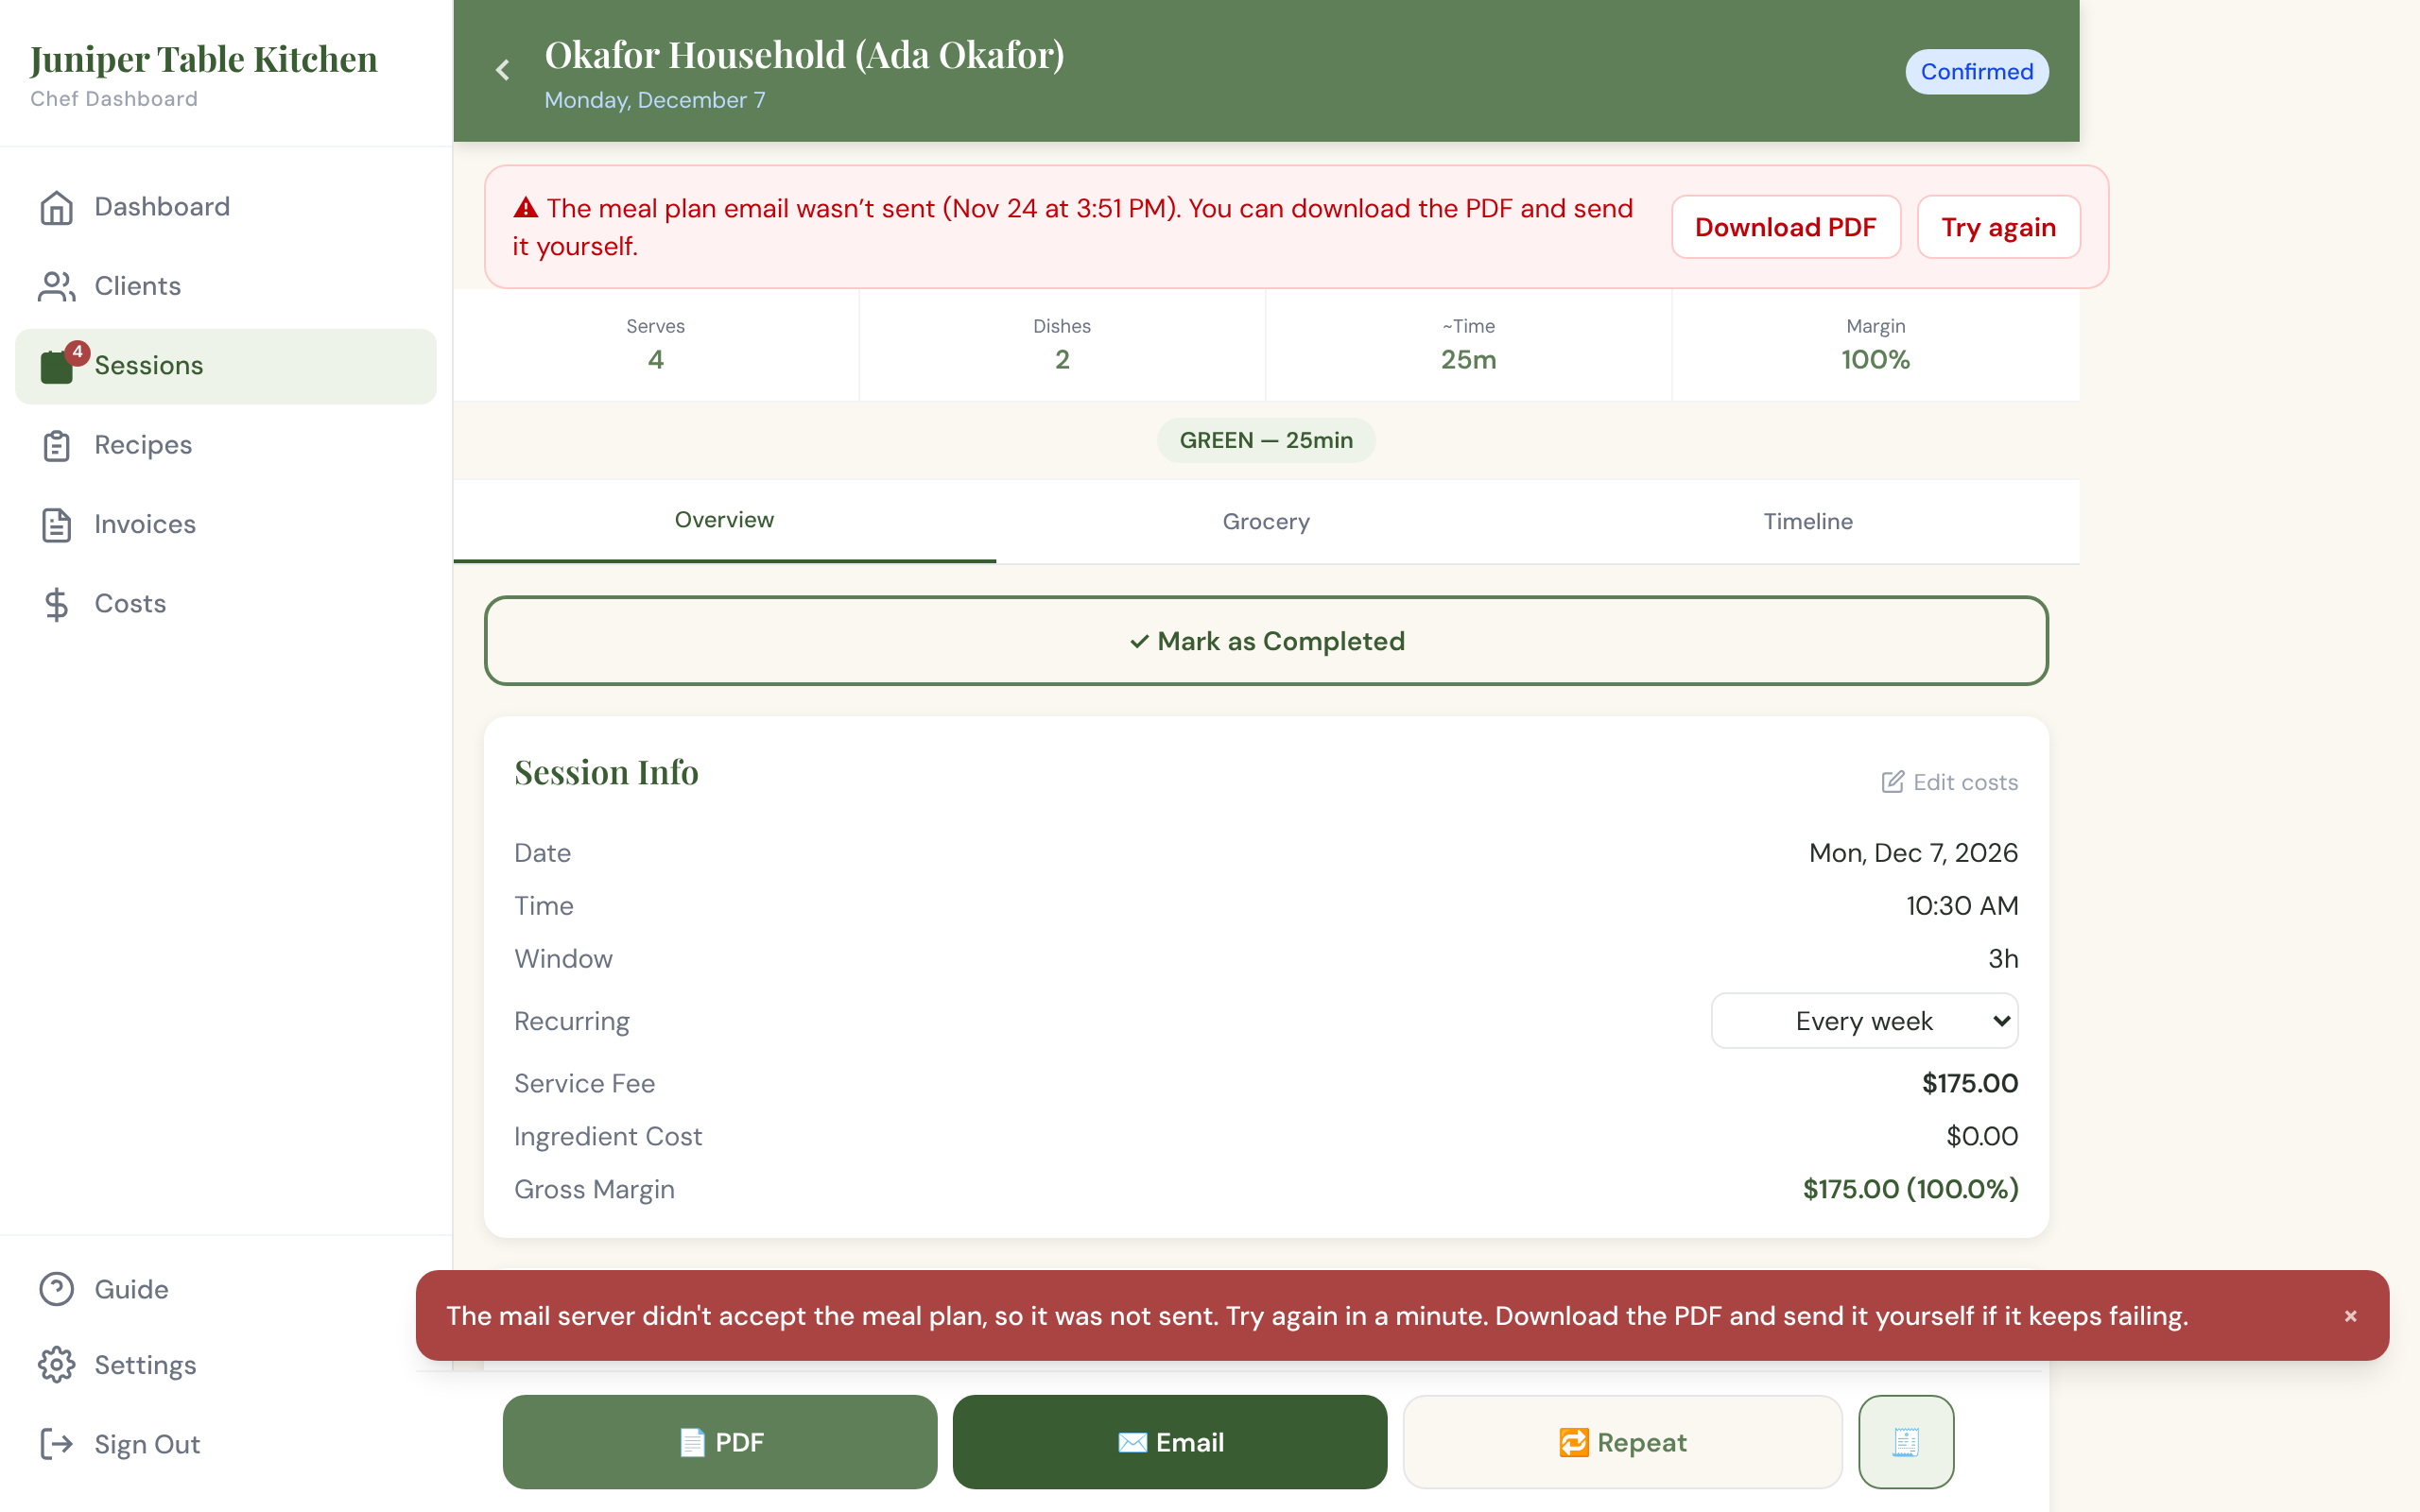 Juniper Table Kitchen
Chef Dashboard
Dashboard
Clients
4
Sessions
Recipes
Invoices
Costs
Guide
Settings
Sign Out
Okafor Household (Ada Okafor)
Monday, December 7
Confirmed
⚠ The meal plan email wasn’t sent (Nov 24 at 3:51 PM). You can download the PDF and send
it yourself.
Download PDF
Try again
Serves
4
Dishes
2
~Time
25m
Margin
100%
GREEN — 25min
Overview
Grocery
Timeline
✓ Mark as Completed
Session Info
Edit costs
Date
Mon, Dec 7, 2026
Time
10:30 AM
Window
3h
Recurring
Every week
Service Fee
$175.00
Ingredient Cost
$0.00
Gross Margin
$175.00 (100.0%)
The mail server didn't accept the meal plan, so it was not sent. Try again in a minute. Download the PDF and send it yourself if it keeps failing.
×
📄 PDF
✉️ Email
🔁 Repeat
🧾